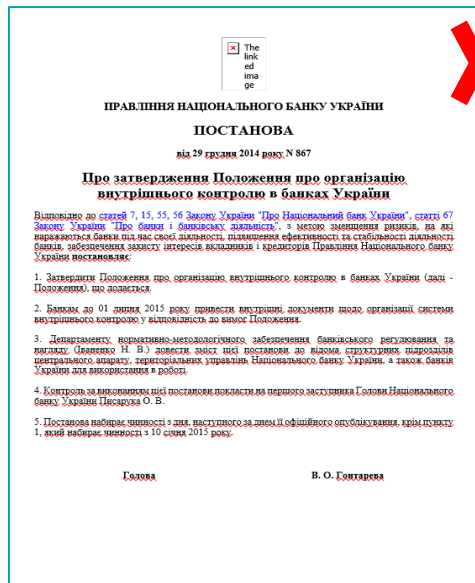 The
link
ed
ima
ge
ПРАВЛІННЯ НАЦІОНАЛЬНОГО БАНКУ УКРАЇНИ
ПОСТАНОВА
від 29 грудня 2014 року N 867
Про затвердження Положення про організацію
внутрішнього контролю в банках України
Відповідно до статей 7, 15, 55, 56 Закону України "Про Національний банк України", статті 67
Закону України "Про банки і банківську діяльність", з метою зменшення ризиків, на які
наражаються банки під час своєї діяльності, підвищення ефективності та стабільності діяльності
банків, забезпечення захисту інтересів вкладників і кредиторів Правління Національного банку
України постановляє:
1. Затвердити Положення про організацію внутрішнього контролю в банках України (далі -
Положення), що додається.
2. Банкам до 01 липня 2015 року привести внутрішні документи щодо організації системи
внутрішнього контролю у відповідність до вимог Положення.
3. Департаменту нормативно-методологічного забезпечення банківського регулювання та
нагляду (Іваненко Н. В.) довести зміст цієї постанови до відома структурних підрозділів
центрального апарату, територіальних управлінь Національного банку України, а також банків
України для використання в роботі.
4. Контроль за виконанням цієї постанови покласти на першого заступника Голови Національного
банку України Писарука О. В.
5. Постанова набирає чинності з дня, наступного за днем її офіційного опублікування, крім пункту
1, який набирає чинності з 10 січня 2015 року.
Голова В. О. Гонтарева